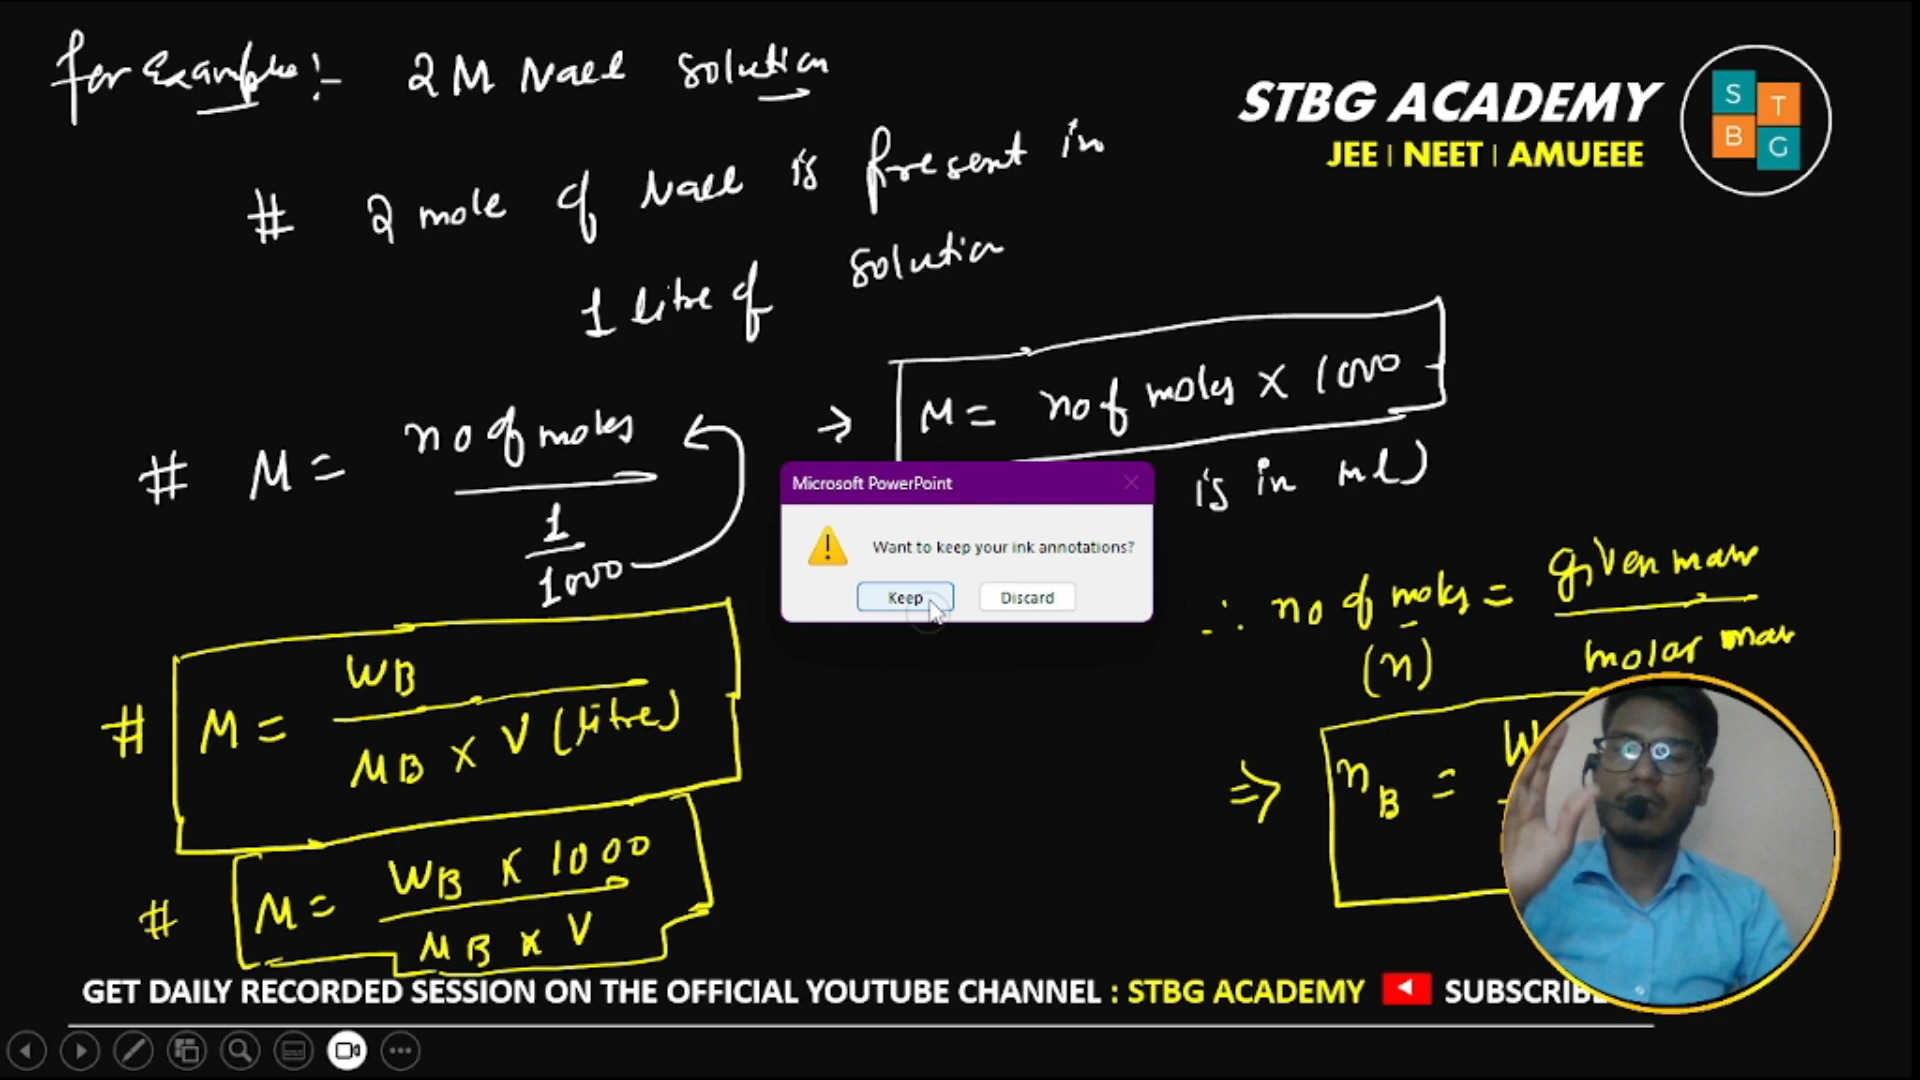 for Example:- 2 M NaCl solution
STBG ACADEMY
JEE | NEET | AMUEEE
S T B G
# 2 mole of NaCl is present in
1 litre of solution
# M = no of moles
1
1000
→ M = no of moles × 1000
is in ml)
Microsoft PowerPoint
Want to keep your ink annotations?
Keep Discard
∴ no of moles = given mass
(n) molar mass
# M = WB
MB × V (litre)
⇒ nB = W
# M = WB × 1000
MB × V
GET DAILY RECORDED SESSION ON THE OFFICIAL YOUTUBE CHANNEL : STBG ACADEMY SUBSCRIBE